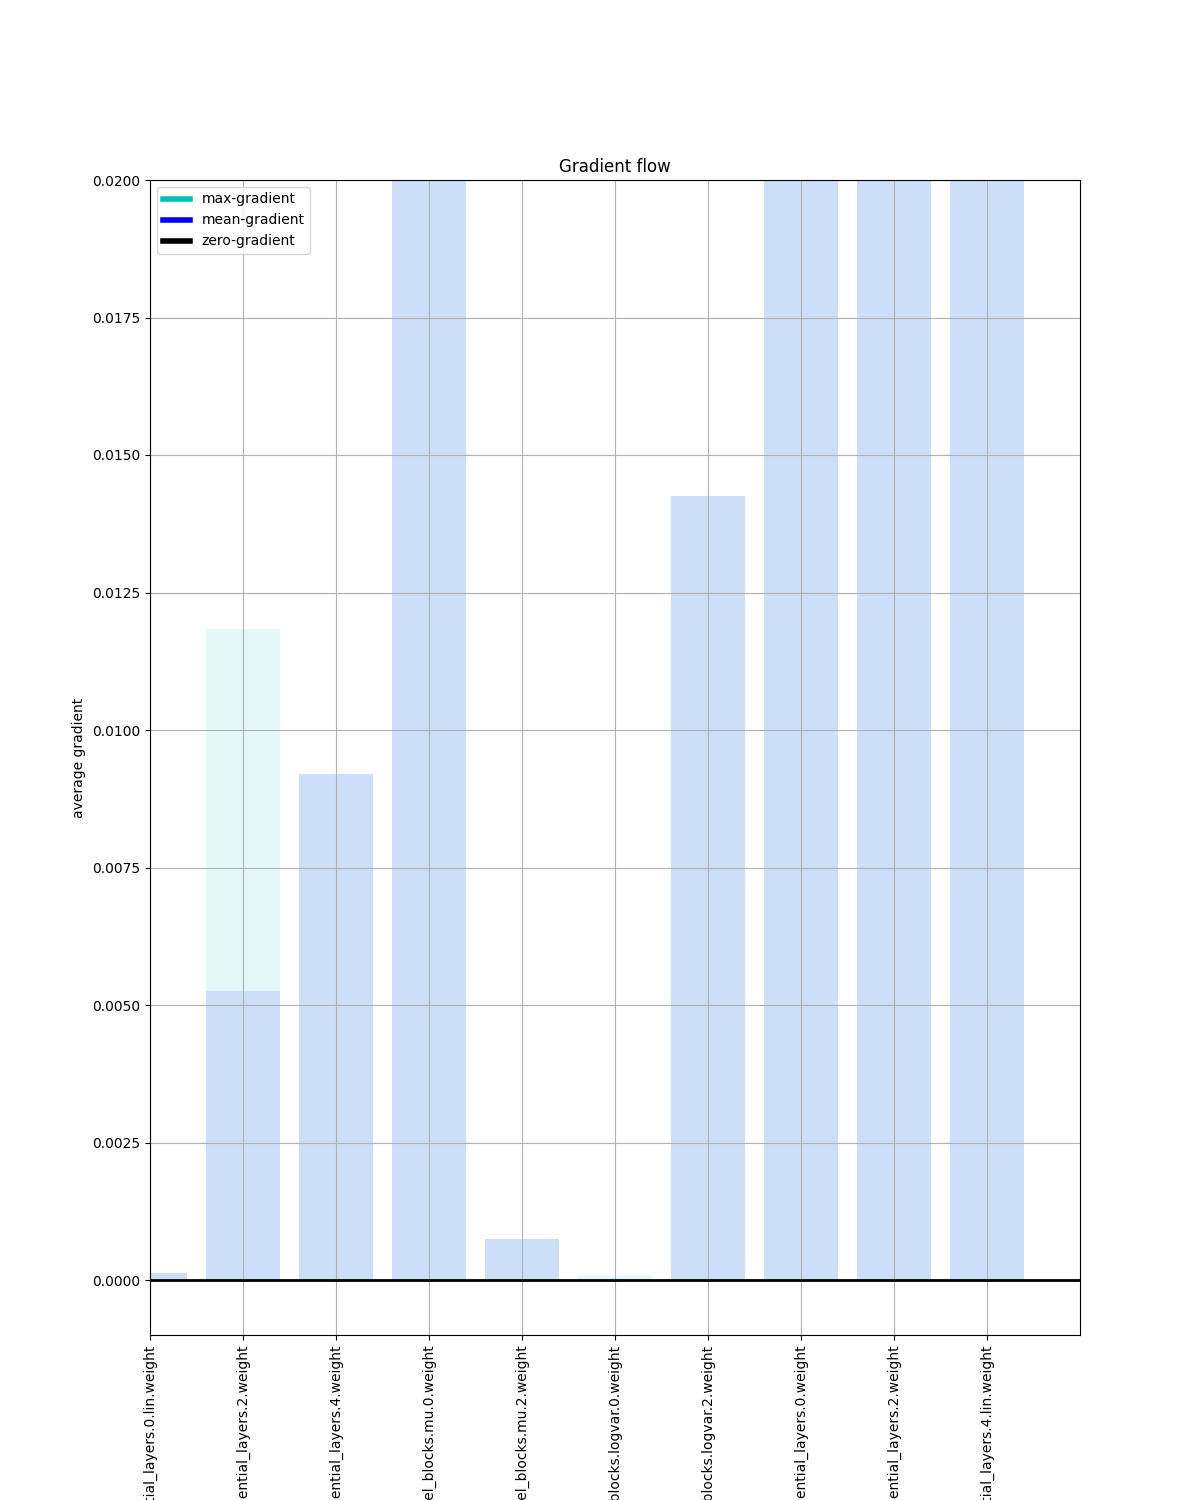 Gradient flow
max-gradient
mean-gradient
zero-gradient
0.0200
0.0175
0.0150
0.0125
0.0100
0.0075
0.0050
0.0025
0.0000
average gradient
tial_layers.0.lin.weight
ential_layers.2.weight
ential_layers.4.weight
el_blocks.mu.0.weight
el_blocks.mu.2.weight
blocks.logvar.0.weight
blocks.logvar.2.weight
ential_layers.0.weight
ential_layers.2.weight
tial_layers.4.lin.weight